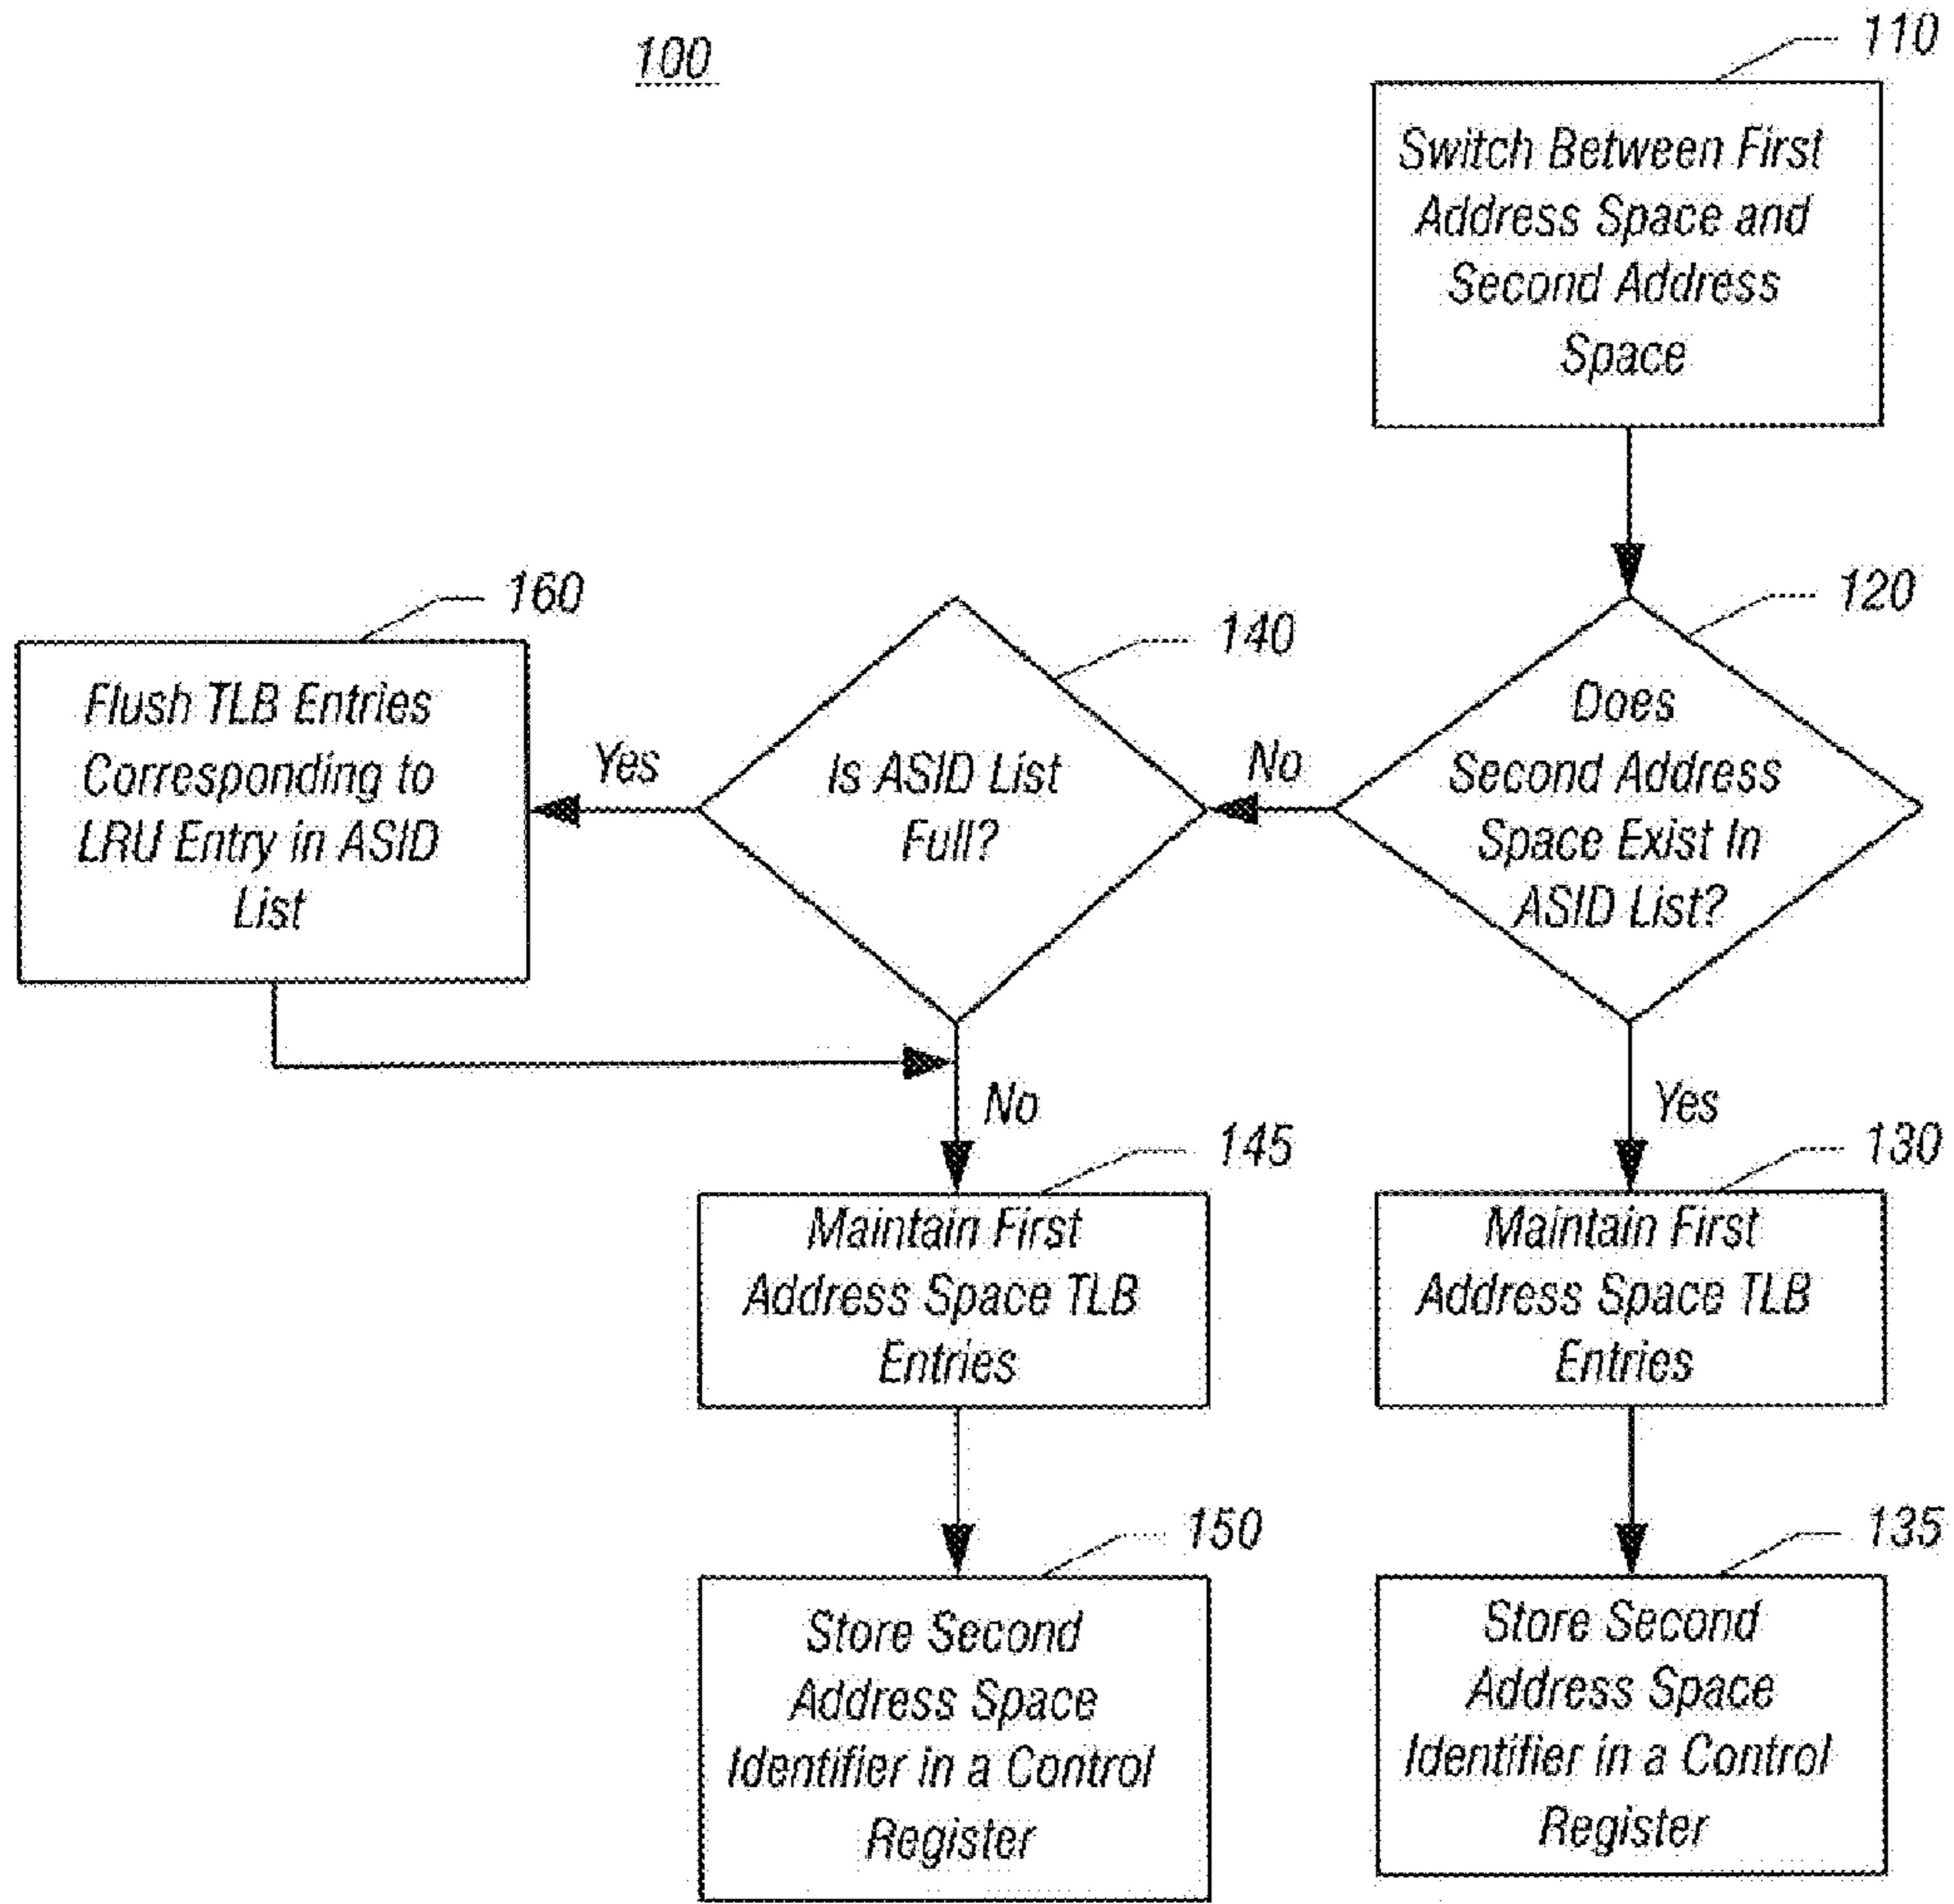 100
110
Switch Between First
Address Space and
Second Address
Space
120
Does
Second Address
Space Exist In
ASID List?
No
Yes
140
Is ASID List
Full?
Yes
No
160
Flush TLB Entries
Corresponding to
LRU Entry in ASID
List
145
Maintain First
Address Space TLB
Entries
130
Maintain First
Address Space TLB
Entries
150
Store Second
Address Space
Identifier in a Control
Register
135
Store Second
Address Space
Identifier in a Control
Register